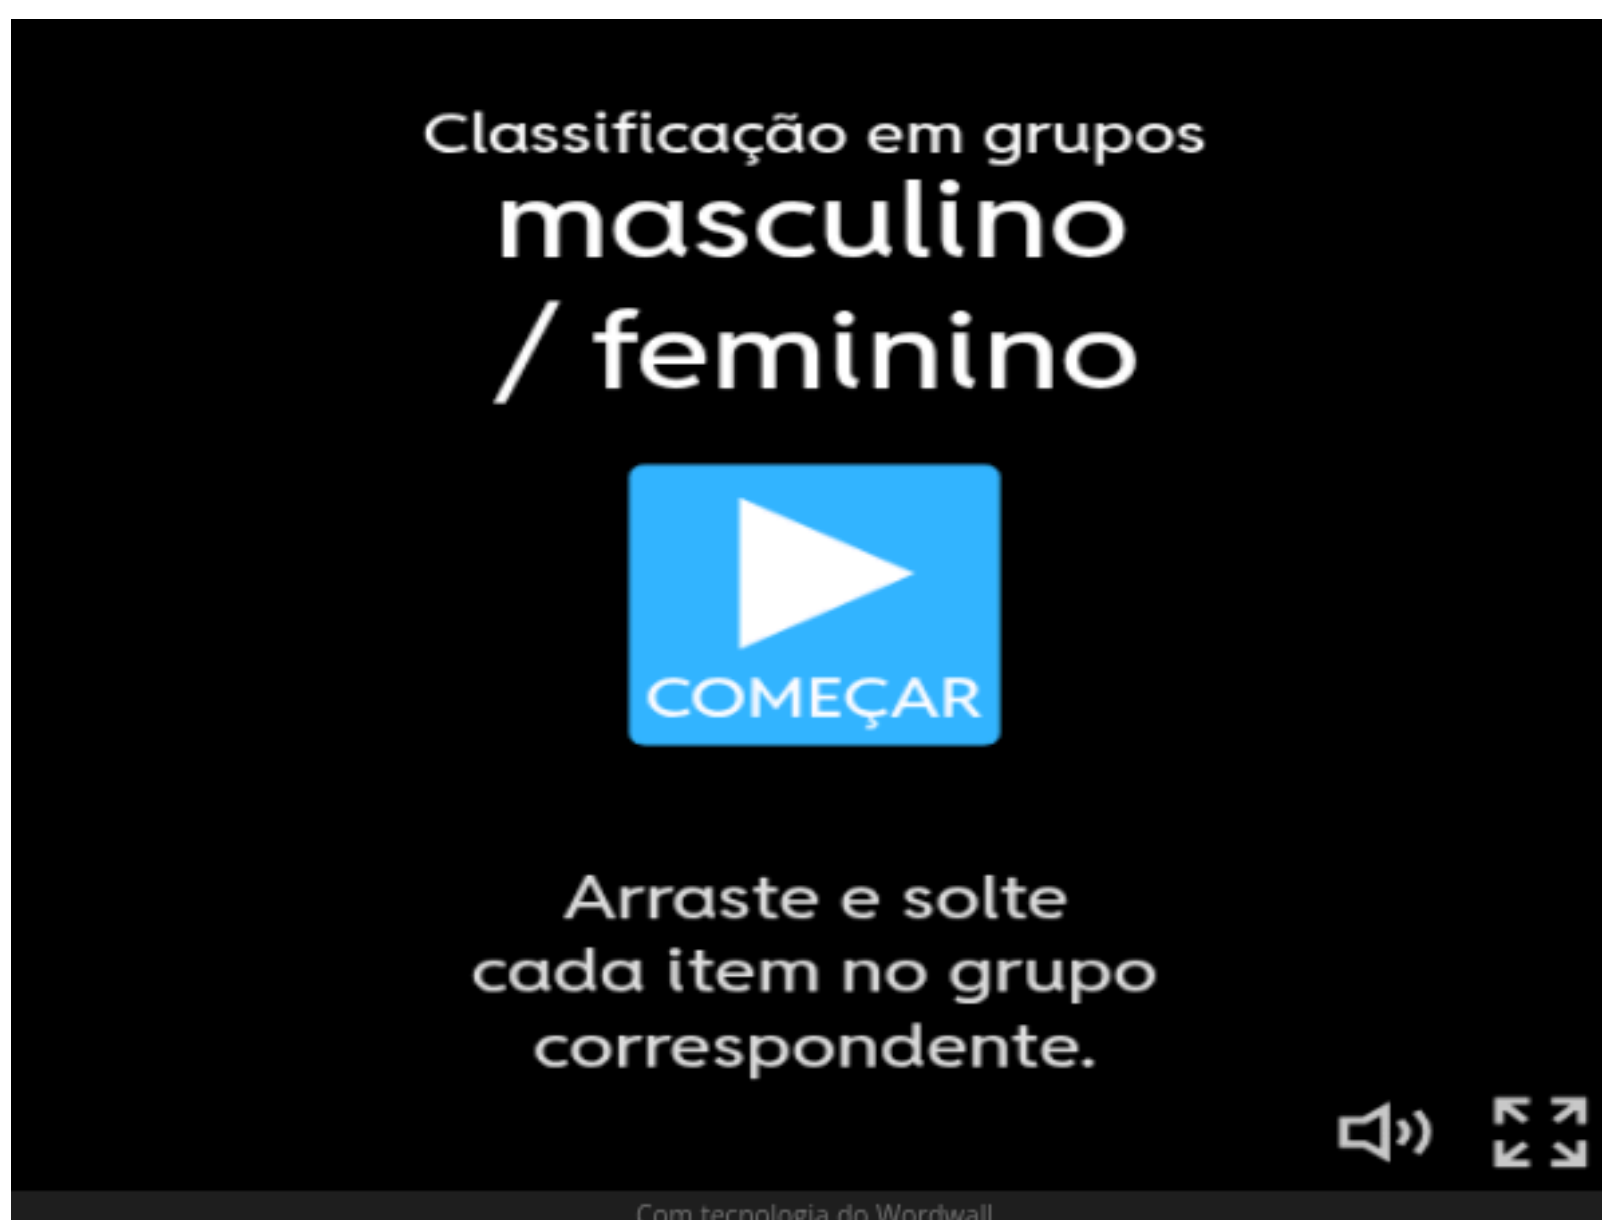 Classificação em grupos
masculino
/ feminino
COMEÇAR
Arraste e solte
cada item no grupo
correspondente.
Com tecnologia do Wordwall